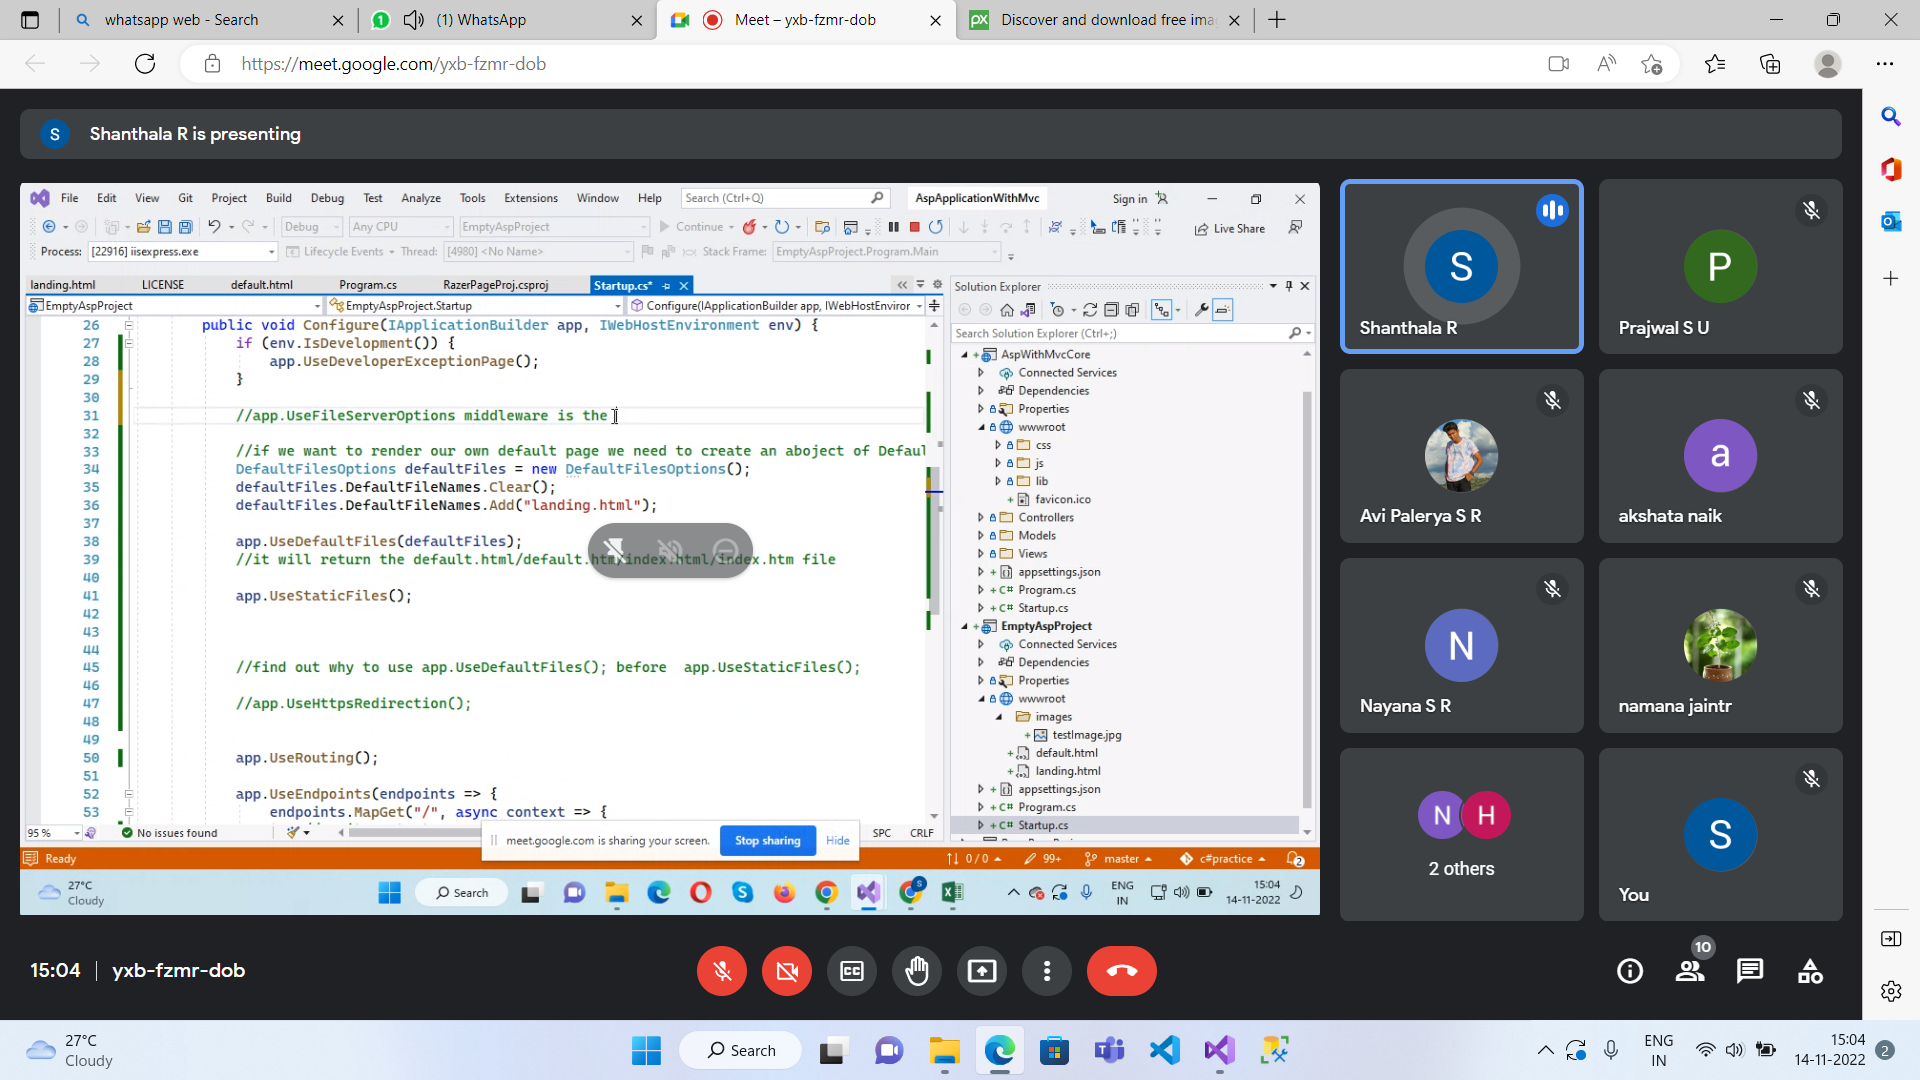 whatsapp web - Search
(1) WhatsApp
Meet – yxb-fzmr-dob
Discover and download free ima
https://meet.google.com/yxb-fzmr-dob
S Shanthala R is presenting
File Edit View Git Project Build Debug Test Analyze Tools Extensions Window Help Search (Ctrl+Q) AspApplicationWithMvc Sign in
Debug Any CPU EmptyAspProject Continue Live Share
Process: [22916] iisexpress.exe Lifecycle Events Thread: [4980] <No Name> Stack Frame: EmptyAspProject.Program.Main
landing.html LICENSE default.html Program.cs RazerPageProj.csproj Startup.cs*
EmptyAspProject EmptyAspProject.Startup Configure(IApplicationBuilder app, IWebHostEnviror
26 public void Configure(IApplicationBuilder app, IWebHostEnvironment env) {
27 if (env.IsDevelopment()) {
28 app.UseDeveloperExceptionPage();
29 }
30
31 //app.UseFileServerOptions middleware is the
32
33 //if we want to render our own default page we need to create an aboject of Defaul
34 DefaultFilesOptions defaultFiles = new DefaultFilesOptions();
35 defaultFiles.DefaultFileNames.Clear();
36 defaultFiles.DefaultFileNames.Add("landing.html");
37
38 app.UseDefaultFiles(defaultFiles);
39 //it will return the default.html/default.htm/index.html/index.htm file
40
41 app.UseStaticFiles();
42
43
44
45 //find out why to use app.UseDefaultFiles(); before app.UseStaticFiles();
46
47 //app.UseHttpsRedirection();
48
49
50 app.UseRouting();
51
52 app.UseEndpoints(endpoints => {
53 endpoints.MapGet("/", async context => {
95 % No issues found SPC CRLF
meet.google.com is sharing your screen. Stop sharing Hide
Ready 0 / 0 99+ master c#practice 2
Solution Explorer
Search Solution Explorer (Ctrl+;)
AspWithMvcCore
Connected Services
Dependencies
Properties
wwwroot
css
js
lib
favicon.ico
Controllers
Models
Views
appsettings.json
C# Program.cs
C# Startup.cs
EmptyAspProject
Connected Services
Dependencies
Properties
wwwroot
images
testImage.jpg
default.html
landing.html
appsettings.json
C# Program.cs
C# Startup.cs
27°C
Cloudy
Search
ENG
IN
15:04
14-11-2022
S
Shanthala R
P
Prajwal S U
Avi Palerya S R
a
akshata naik
N
Nayana S R
namana jaintr
N H
2 others
S
You
15:04 | yxb-fzmr-dob
CC
10
27°C
Cloudy
Search
ENG
IN
15:04
14-11-2022
2